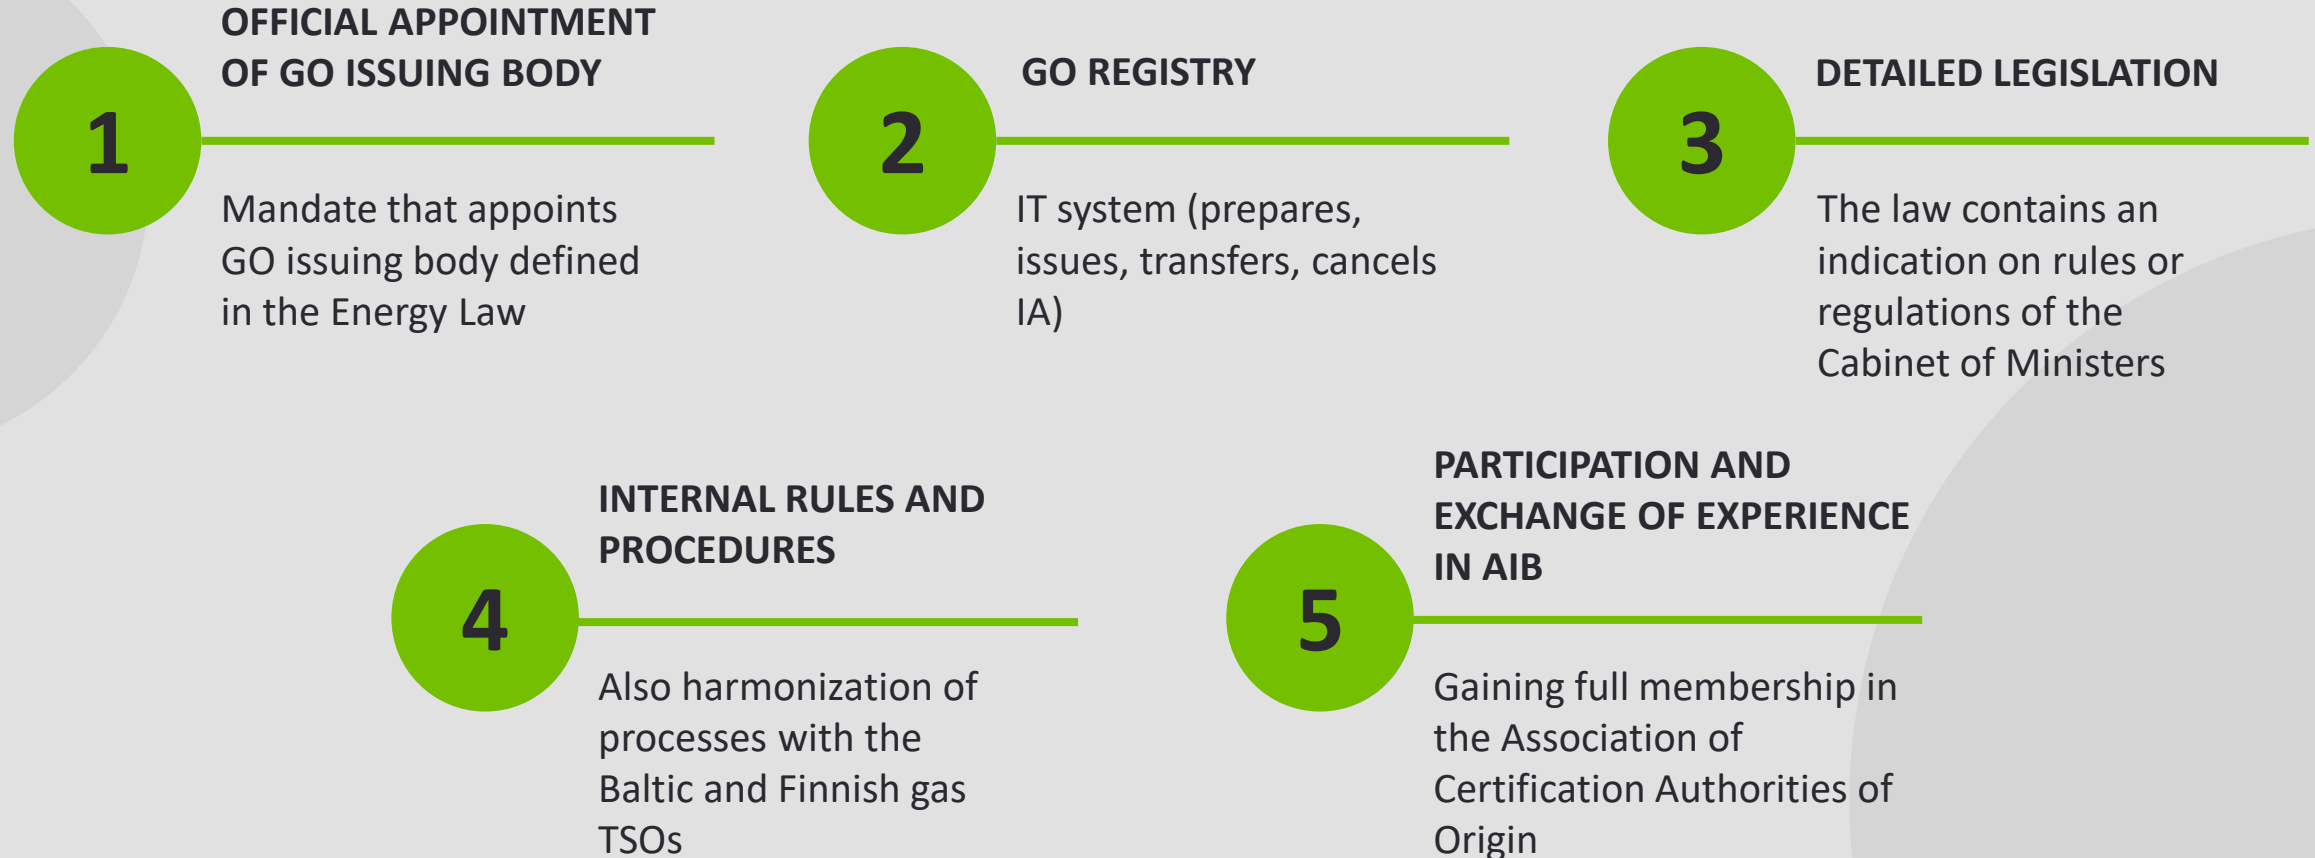 1
OFFICIAL APPOINTMENT
OF GO ISSUING BODY
Mandate that appoints
GO issuing body defined
in the Energy Law
2
GO REGISTRY
IT system (prepares,
issues, transfers, cancels
IA)
3
DETAILED LEGISLATION
The law contains an
indication on rules or
regulations of the
Cabinet of Ministers
4
INTERNAL RULES AND
PROCEDURES
Also harmonization of
processes with the
Baltic and Finnish gas
TSOs
5
PARTICIPATION AND
EXCHANGE OF EXPERIENCE
IN AIB
Gaining full membership in
the Association of
Certification Authorities of
Origin